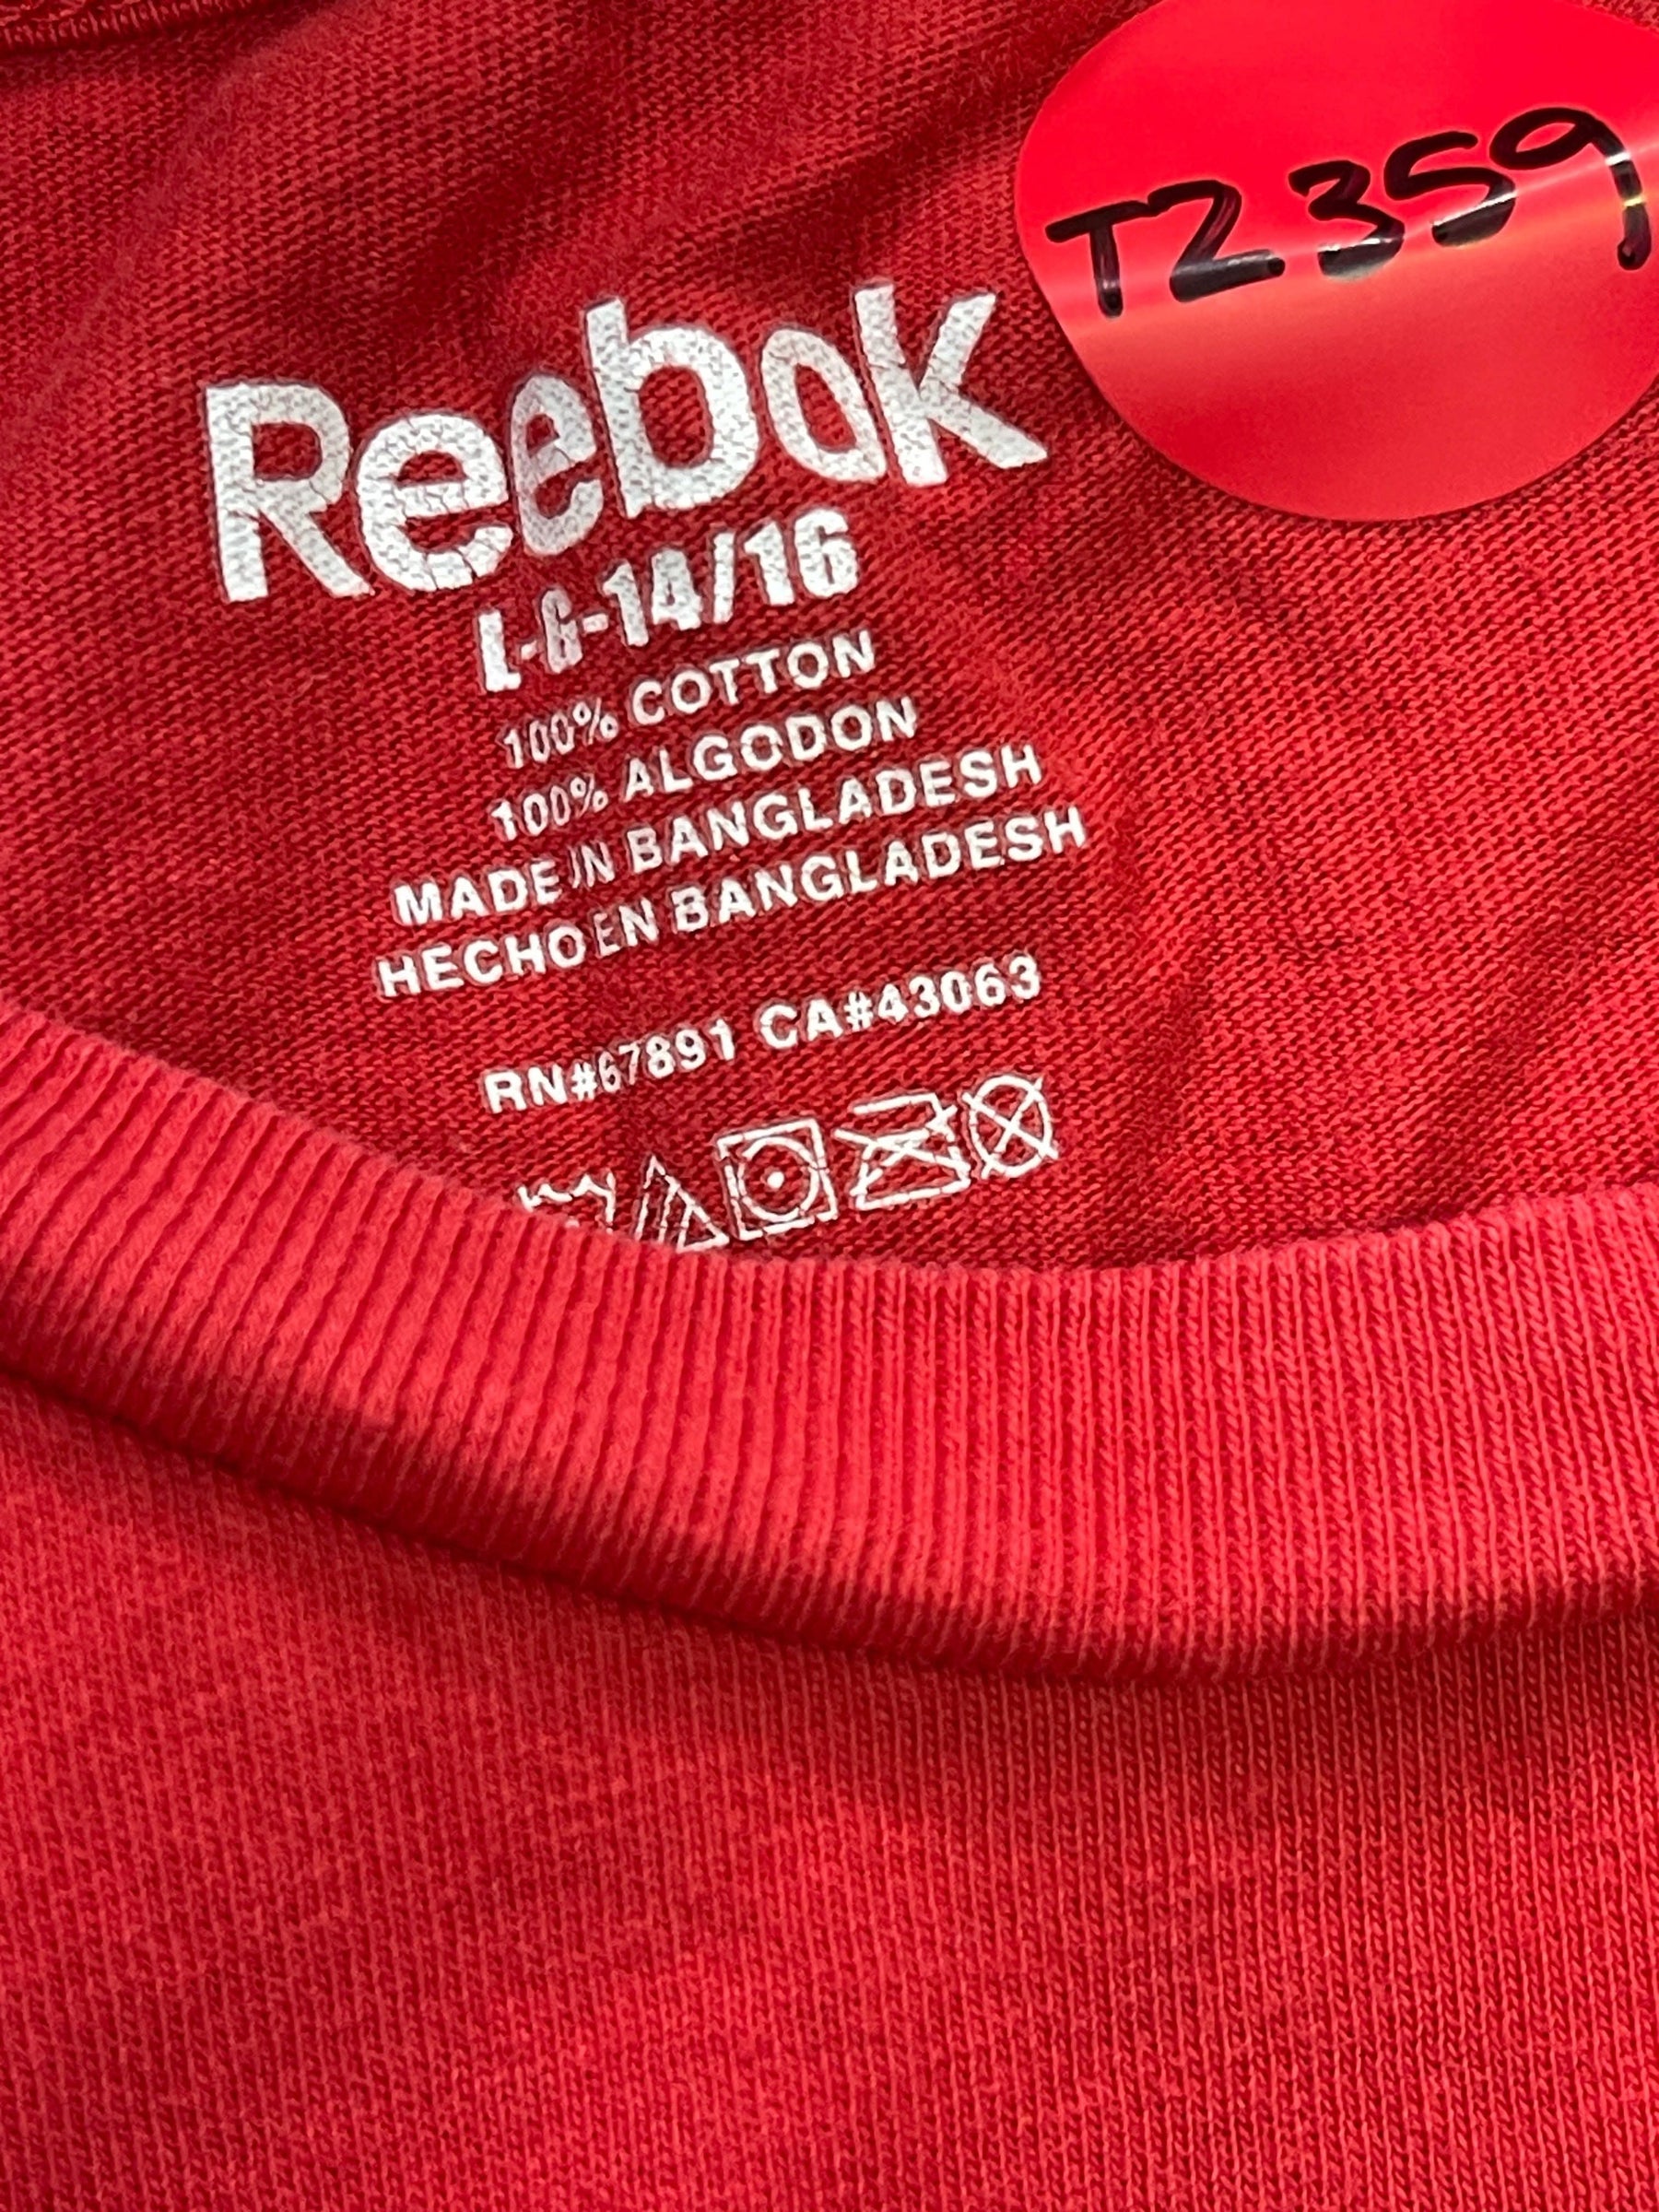 TZ359
Reebok
L-G-14/16
100% COTTON
100% ALGODON
MADE IN BANGLADESH
HECHO EN BANGLADESH
RN#67891 CA#43063